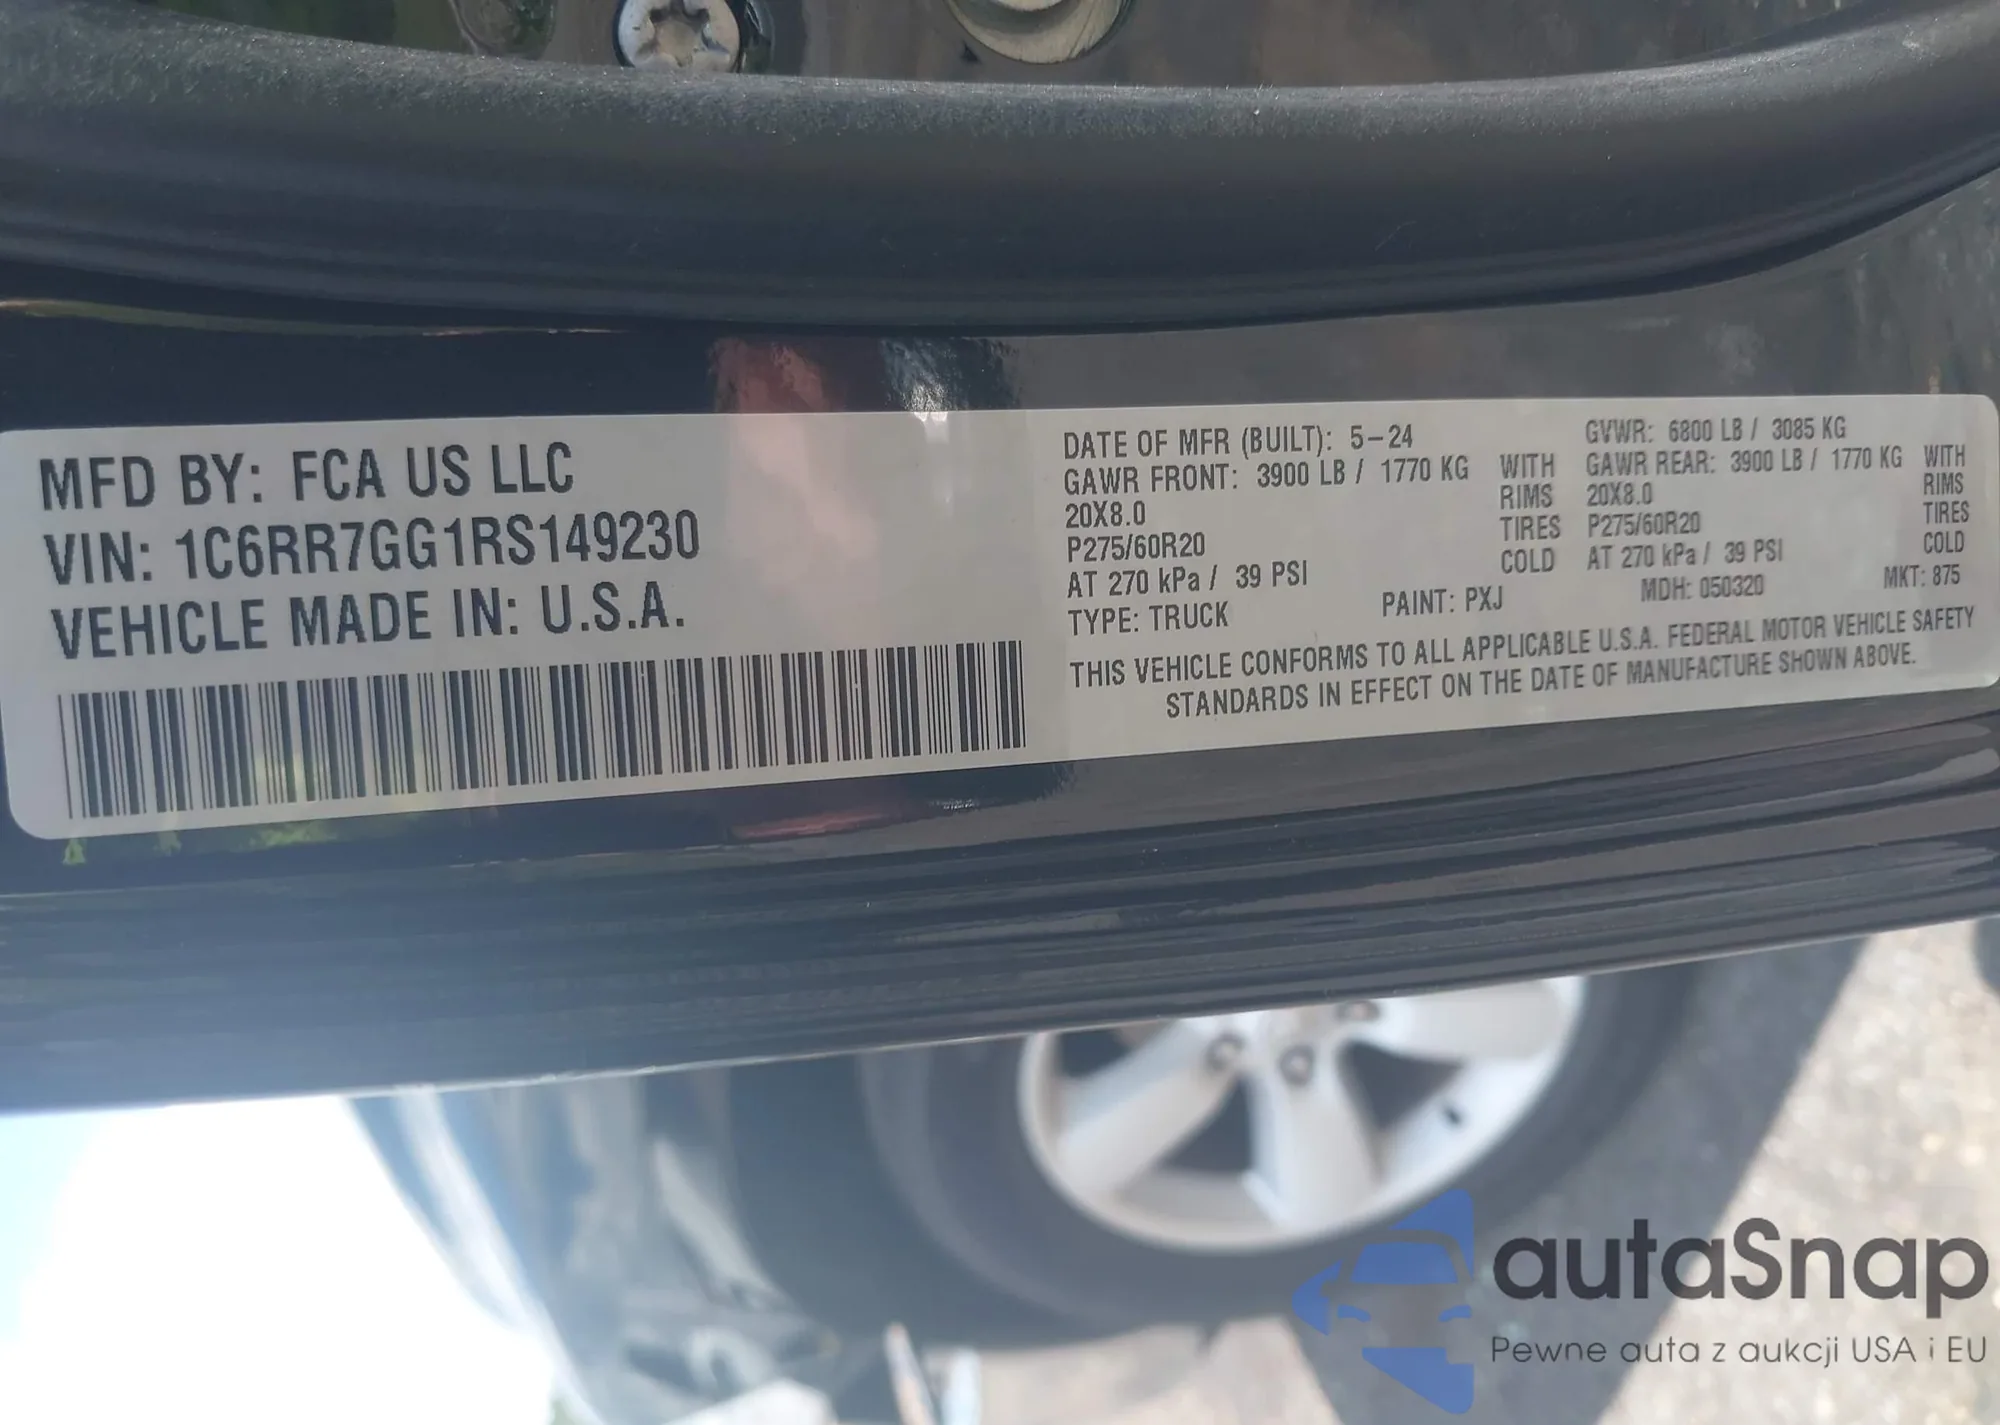 MFD BY: FCA US LLC
VIN: 1C6RR7GG1RS149230
VEHICLE MADE IN: U.S.A.
DATE OF MFR (BUILT): 5-24
GVWR: 6800 LB / 3085 KG
GAWR FRONT: 3900 LB / 1770 KG WITH
20X8.0 RIMS
P275/60R20 TIRES
AT 270 kPa / 39 PSI COLD
GAWR REAR: 3900 LB / 1770 KG WITH
20X8.0 RIMS
P275/60R20 TIRES
AT 270 kPa / 39 PSI COLD
TYPE: TRUCK PAINT: PXJ MDH: 050320 MKT: 875
THIS VEHICLE CONFORMS TO ALL APPLICABLE U.S.A. FEDERAL MOTOR VEHICLE SAFETY
STANDARDS IN EFFECT ON THE DATE OF MANUFACTURE SHOWN ABOVE.
autaSnap
Pewne auta z aukcji USA i EU